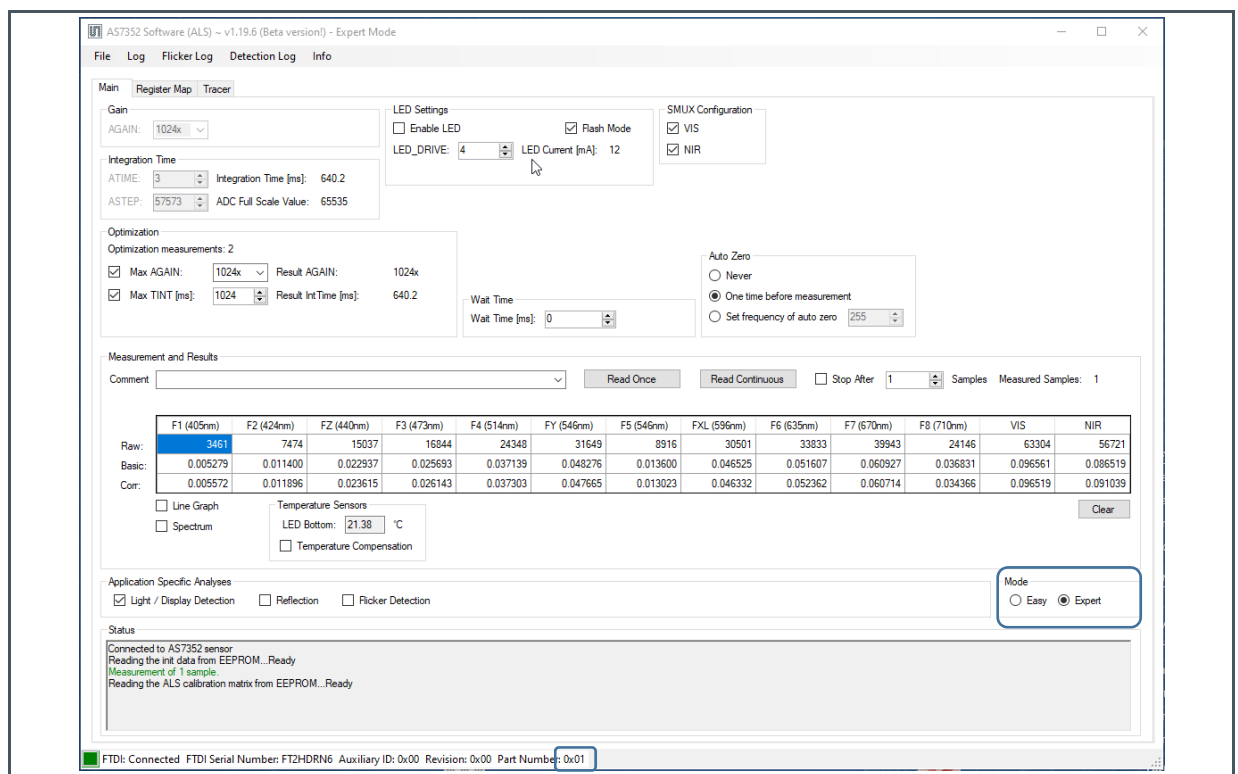 AS7352 Software (ALS) ~ v1.19.6 (Beta version!) - Expert Mode
File Log Flicker Log Detection Log Info
Main Register Map Tracer
Gain
AGAIN: 1024x
LED Settings
Enable LED Flash Mode
LED_DRIVE: 4 LED Current [mA]: 12
SMUX Configuration
VIS
NIR
Integration Time
ATIME: 3 Integration Time [ms]: 640.2
ASTEP: 57573 ADC Full Scale Value: 65535
Optimization
Optimization measurements: 2
Max AGAIN: 1024x Result AGAIN: 1024x
Max TINT [ms]: 1024 Result IntTime [ms]: 640.2
Wait Time
Wait Time [ms]: 0
Auto Zero
Never
One time before measurement
Set frequency of auto zero 255
Measurement and Results
Comment Read Once Read Continuous Stop After 1 Samples Measured Samples: 1
F1 (405nm) F2 (424nm) FZ (440nm) F3 (473nm) F4 (514nm) FY (546nm) F5 (546nm) FXL (596nm) F6 (635nm) F7 (670nm) F8 (710nm) VIS NIR
Raw: 3461 7474 15037 16844 24348 31649 8916 30501 33833 39943 24146 63304 56721
Basic: 0.005279 0.011400 0.022937 0.025693 0.037139 0.048276 0.013600 0.046525 0.051607 0.060927 0.036831 0.096561 0.086519
Corr: 0.005572 0.011896 0.023615 0.026143 0.037303 0.047665 0.013023 0.046332 0.052362 0.060714 0.034366 0.096519 0.091039
Line Graph
Spectrum
Temperature Sensors
LED Bottom: 21.38 °C
Temperature Compensation
Clear
Application Specific Analyses
Light / Display Detection Reflection Flicker Detection
Mode
Easy Expert
Status
Connected to AS7352 sensor
Reading the init data from EEPROM...Ready
Measurement of 1 sample.
Reading the ALS calibration matrix from EEPROM...Ready
FTDI: Connected FTDI Serial Number: FT2HDRN6 Auxiliary ID: 0x00 Revision: 0x00 Part Number: 0x01